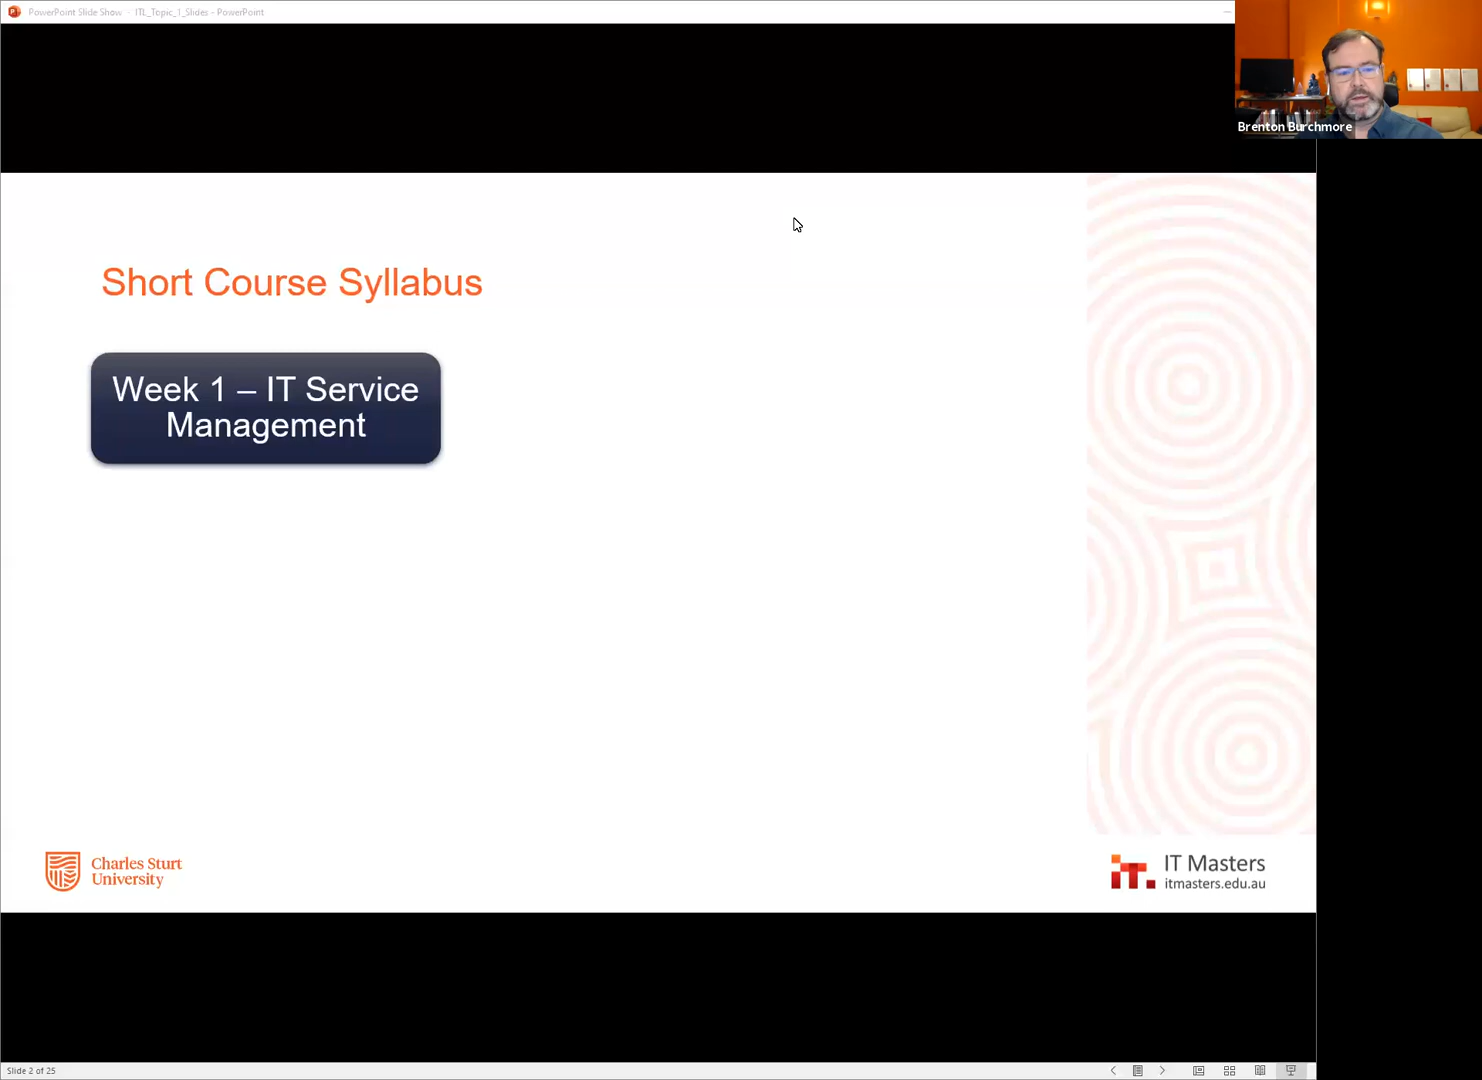 PowerPoint Slide Show - ITL_Topic_1_Slides - PowerPoint
Brenton Burchmore
Short Course Syllabus
Week 1 – IT Service
Management
Charles Sturt
University
IT Masters
itmasters.edu.au
Slide 2 of 25